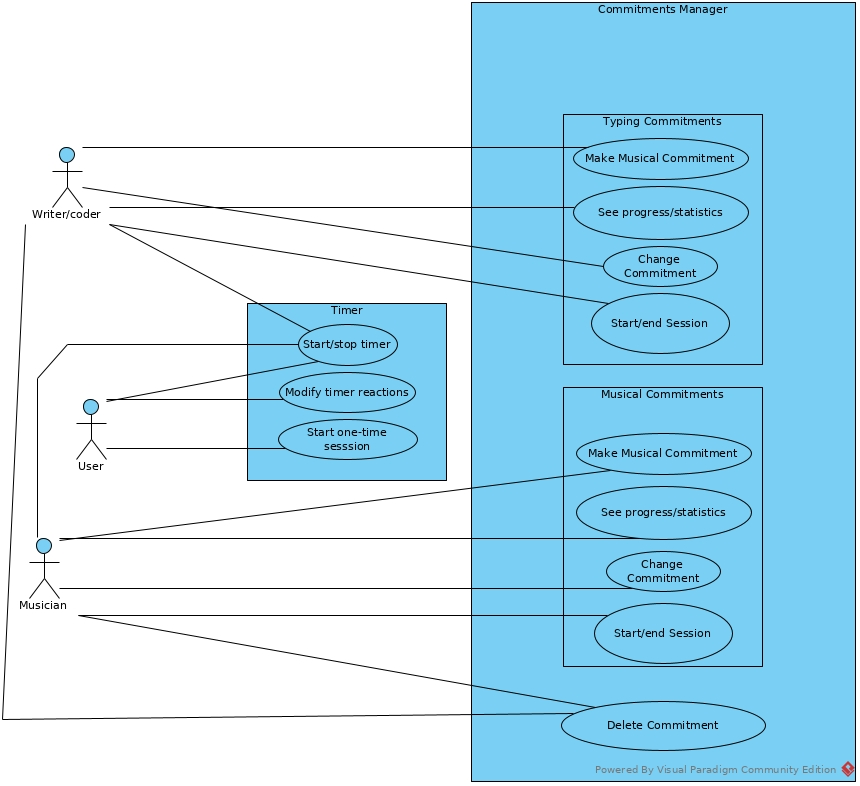 Commitments Manager
Typing Commitments
Make Musical Commitment
Writer/coder
See progress/statistics
Change
Commitment
Start/end Session
Timer
Start/stop timer
Modify timer reactions
Start one-time
sesssion
User
Musical Commitments
Make Musical Commitment
See progress/statistics
Change
Commitment
Musician
Start/end Session
Delete Commitment
Powered By Visual Paradigm Community Edition